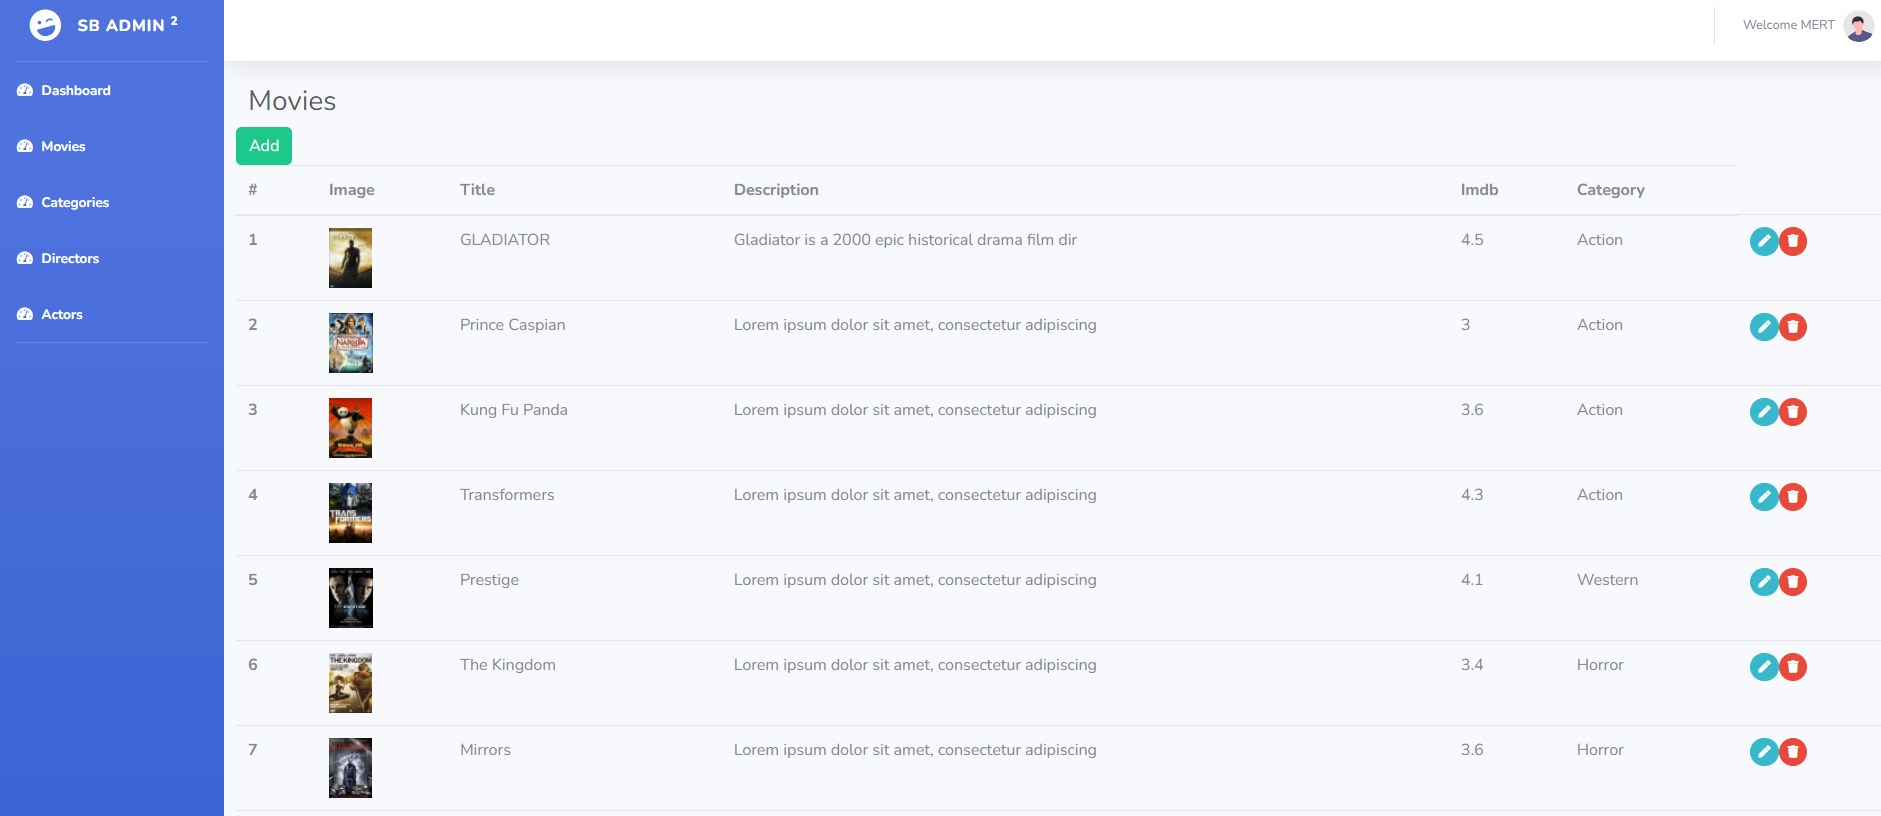 SB ADMIN 2
Welcome MERT
Dashboard
Movies
Categories
Directors
Actors
Movies
Add
# Image Title Description Imdb Category
1 GLADIATOR Gladiator is a 2000 epic historical drama film dir 4.5 Action
2 NARNIA Prince Caspian Lorem ipsum dolor sit amet, consectetur adipiscing 3 Action
3 Kung Fu Panda Lorem ipsum dolor sit amet, consectetur adipiscing 3.6 Action
4 TRANSFORMERS Transformers Lorem ipsum dolor sit amet, consectetur adipiscing 4.3 Action
5 Prestige Lorem ipsum dolor sit amet, consectetur adipiscing 4.1 Western
6 THE KINGDOM The Kingdom Lorem ipsum dolor sit amet, consectetur adipiscing 3.4 Horror
7 Mirrors Lorem ipsum dolor sit amet, consectetur adipiscing 3.6 Horror